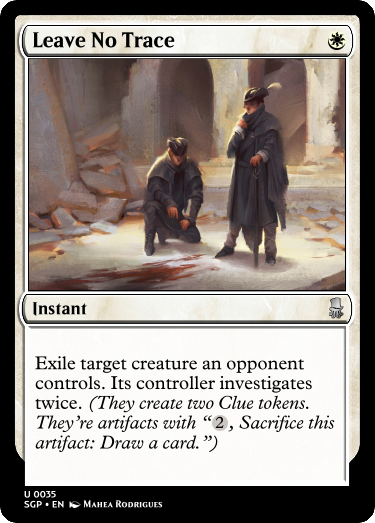 Leave No Trace
Instant
Exile target creature an opponent
controls. Its controller investigates
twice. (They create two Clue tokens.
They’re artifacts with “2, Sacrifice this
artifact: Draw a card.”)
U 0035
SGP • EN Mahea Rodrigues